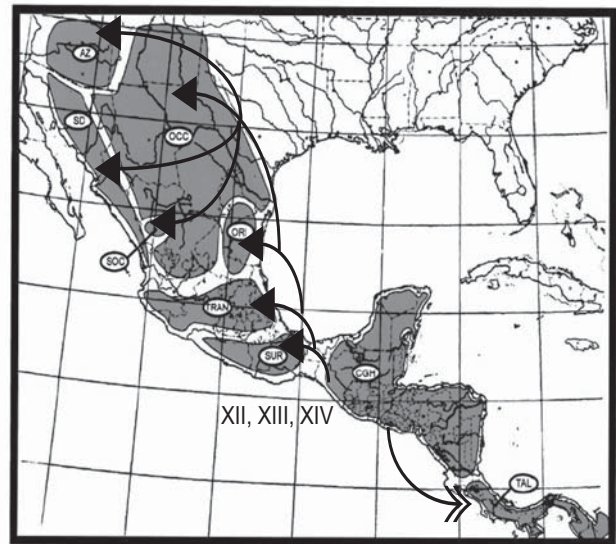 AZ
SD
OCC
ORI
SOC
TRAN
SUR
CGH
XII, XIII, XIV
TAL